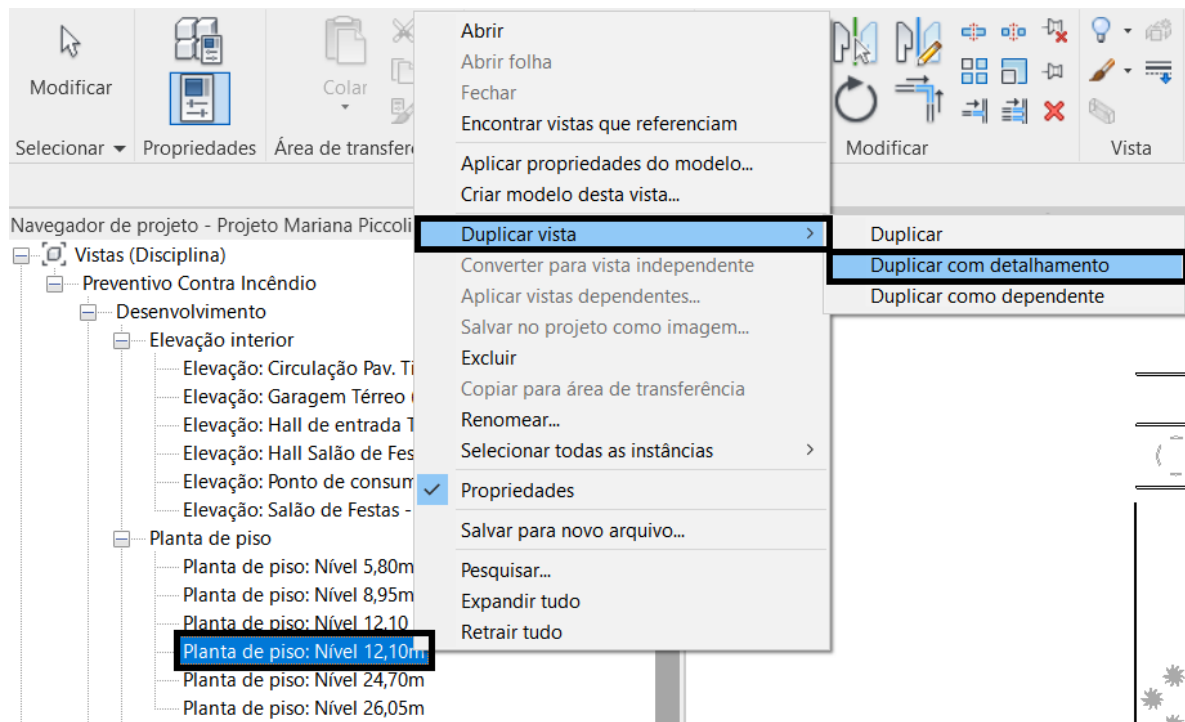 Modificar
Selecionar
Propriedades
Colar
Área de transfer
Modificar
Vista
Navegador de projeto - Projeto Mariana Piccoli
Vistas (Disciplina)
Preventivo Contra Incêndio
Desenvolvimento
Elevação interior
Elevação: Circulação Pav. Ti
Elevação: Garagem Térreo (
Elevação: Hall de entrada T
Elevação: Hall Salão de Fes
Elevação: Ponto de consum
Elevação: Salão de Festas -
Planta de piso
Planta de piso: Nível 5,80m
Planta de piso: Nível 8,95m
Planta de piso: Nível 12,10
Planta de piso: Nível 12,10m
Planta de piso: Nível 24,70m
Planta de piso: Nível 26,05m
Abrir
Abrir folha
Fechar
Encontrar vistas que referenciam
Aplicar propriedades do modelo...
Criar modelo desta vista...
Duplicar vista
Converter para vista independente
Aplicar vistas dependentes...
Salvar no projeto como imagem...
Excluir
Copiar para área de transferência
Renomear...
Selecionar todas as instâncias
Propriedades
Salvar para novo arquivo...
Pesquisar...
Expandir tudo
Retrair tudo
Duplicar
Duplicar com detalhamento
Duplicar como dependente